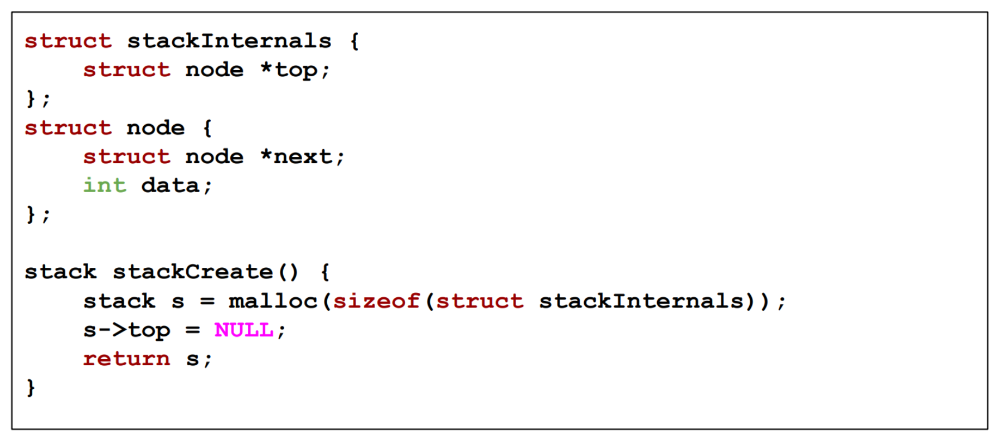 struct stackInternals {
    struct node *top;
};
struct node {
    struct node *next;
    int data;
};

stack stackCreate() {
    stack s = malloc(sizeof(struct stackInternals));
    s->top = NULL;
    return s;
}